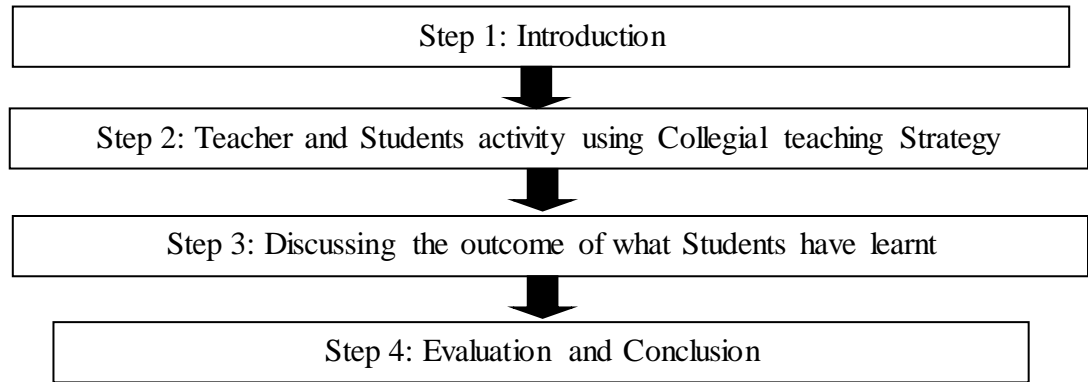 Step 1: Introduction
Step 2: Teacher and Students activity using Collegial teaching Strategy
Step 3: Discussing the outcome of what Students have learnt
Step 4: Evaluation and Conclusion